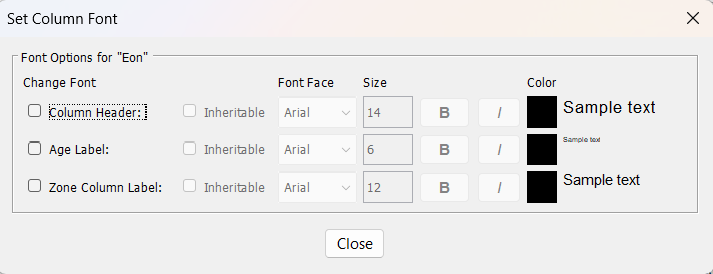 Set Column Font
Font Options for "Eon"
Change Font Font Face Size Color
Column Header: Inheritable Arial 14 B I Sample text
Age Label: Inheritable Arial 6 B I Sample text
Zone Column Label: Inheritable Arial 12 B I Sample text
Close